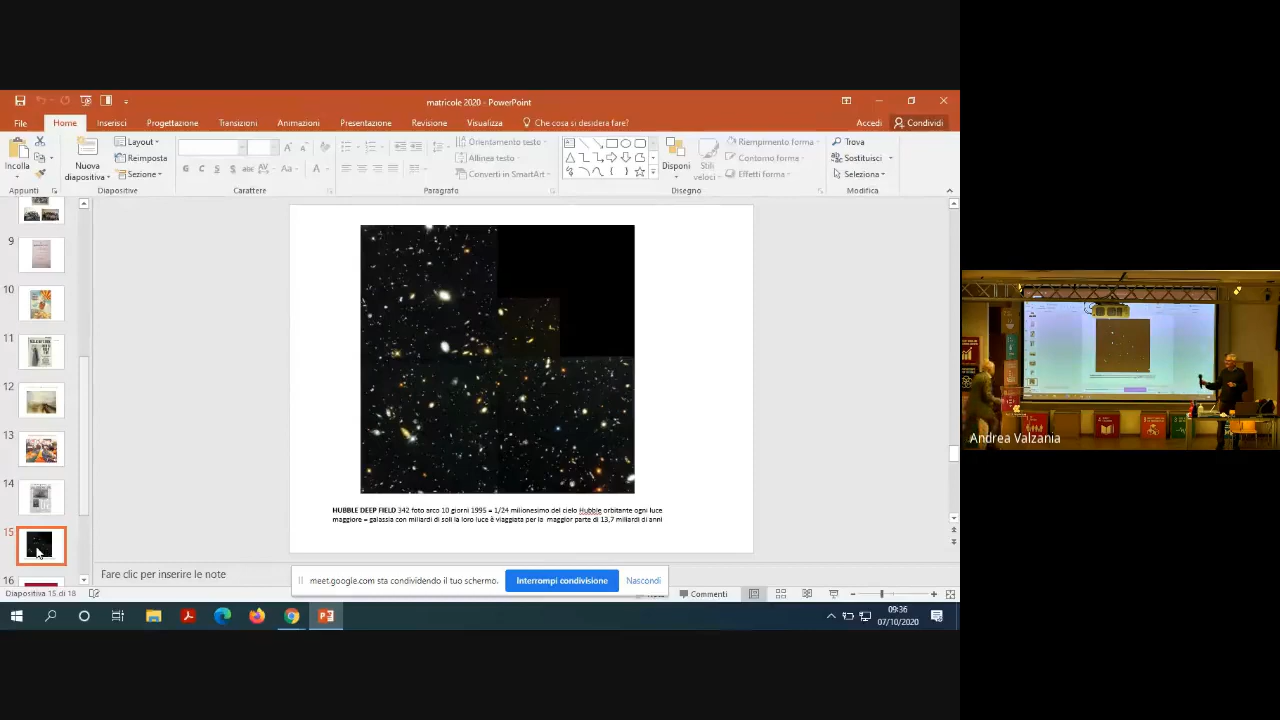 matricole 2020 - PowerPoint
File Home Inserisci Progettazione Transizioni Animazioni Presentazione Revisione Visualizza Che cosa si desidera fare? Accedi Condividi
Incolla
Nuova
diapositiva
Layout
Reimposta
Sezione
G C S S abc AV Aa A
Orientamento testo
Allinea testo
Converti in SmartArt
Disponi
Stili
veloci
Riempimento forma
Contorno forma
Effetti forma
Trova
Sostituisci
Seleziona
Appunti Diapositive Carattere Paragrafo Disegno Modifica
9
10
11
12
13
14
15
16
HUBBLE DEEP FIELD 342 foto arco 10 giorni 1995 = 1/24 milionesimo del cielo Hubble orbitante ogni luce
maggiore = galassia con miliardi di soli la loro luce è viaggiata per la maggior parte di 13,7 miliardi di anni
Fare clic per inserire le note
meet.google.com sta condividendo il tuo schermo. Interrompi condivisione Nascondi
Diapositiva 15 di 18 Commenti
09:36
07/10/2020
Andrea Valzania